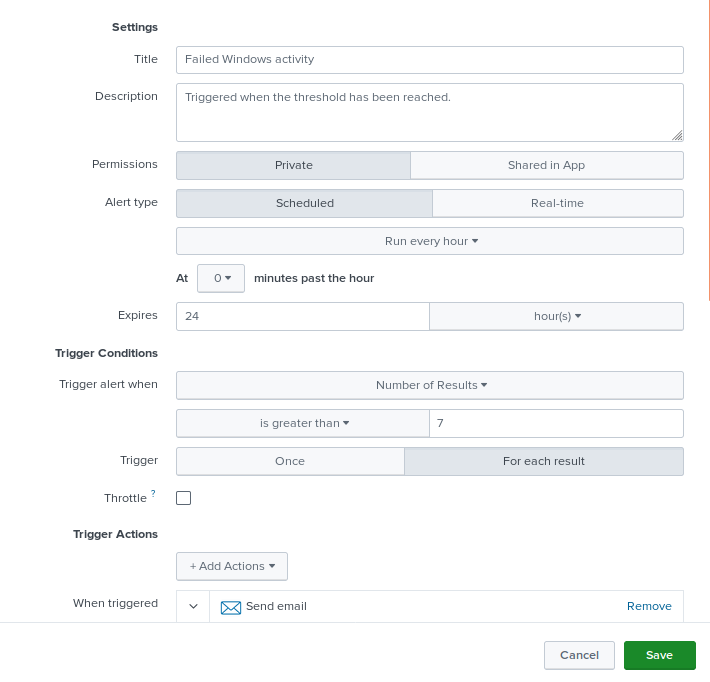 Settings
Title Failed Windows activity
Description Triggered when the threshold has been reached.
Permissions Private Shared in App
Alert type Scheduled Real-time
Run every hour
At 0 minutes past the hour
Expires 24 hour(s)
Trigger Conditions
Trigger alert when Number of Results
is greater than 7
Trigger Once For each result
Throttle ?
Trigger Actions
+ Add Actions
When triggered Send email Remove
Cancel Save